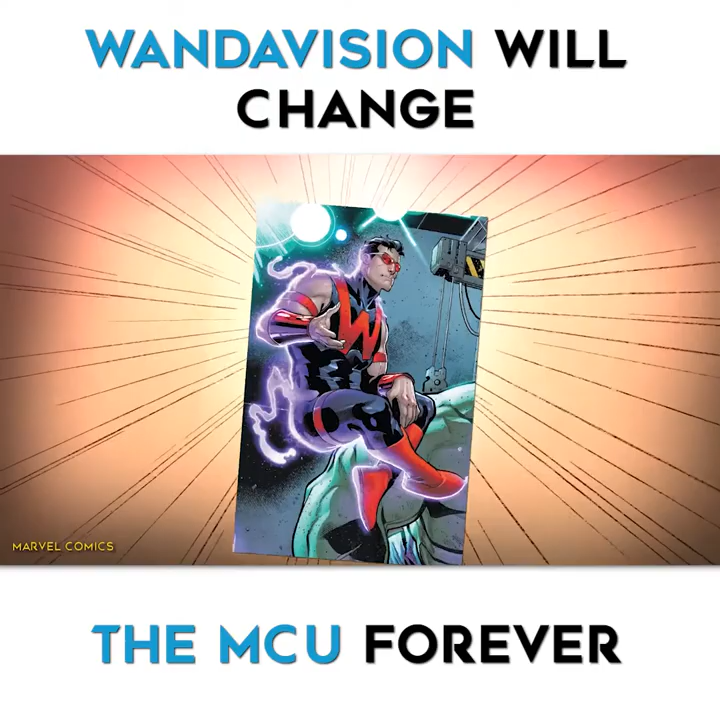 WANDAVISION WILL
CHANGE
W
MARVEL COMICS
THE MCU FOREVER